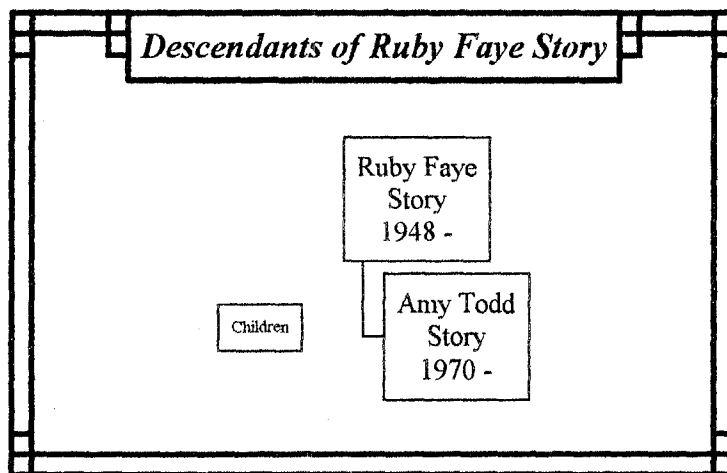 Descendants of Ruby Faye Story
Ruby Faye
Story
1948 -
Children
Amy Todd
Story
1970 -